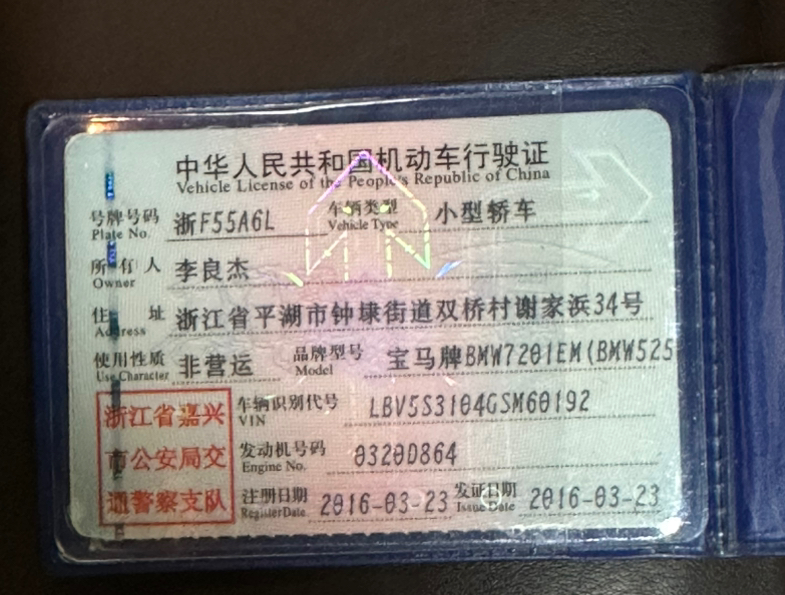 中华人民共和国机动车行驶证
Vehicle License of the People's Republic of China
号牌号码 浙F55A6L 车辆类型 小型轿车
Plate No. Vehicle Type
所有人 李良杰
Owner
住址 浙江省平湖市钟埭街道双桥村谢家浜34号
Address
使用性质 非营运 品牌型号 宝马牌BMW7201EM(BMW525
Use Character Model
浙江省嘉兴
市公安局交
通警察支队
车辆识别代号 LBV5S3104GSM60192
VIN
发动机号码 0320D864
Engine No.
注册日期 2016-03-23 发证日期 2016-03-23
Register Date Issue Date